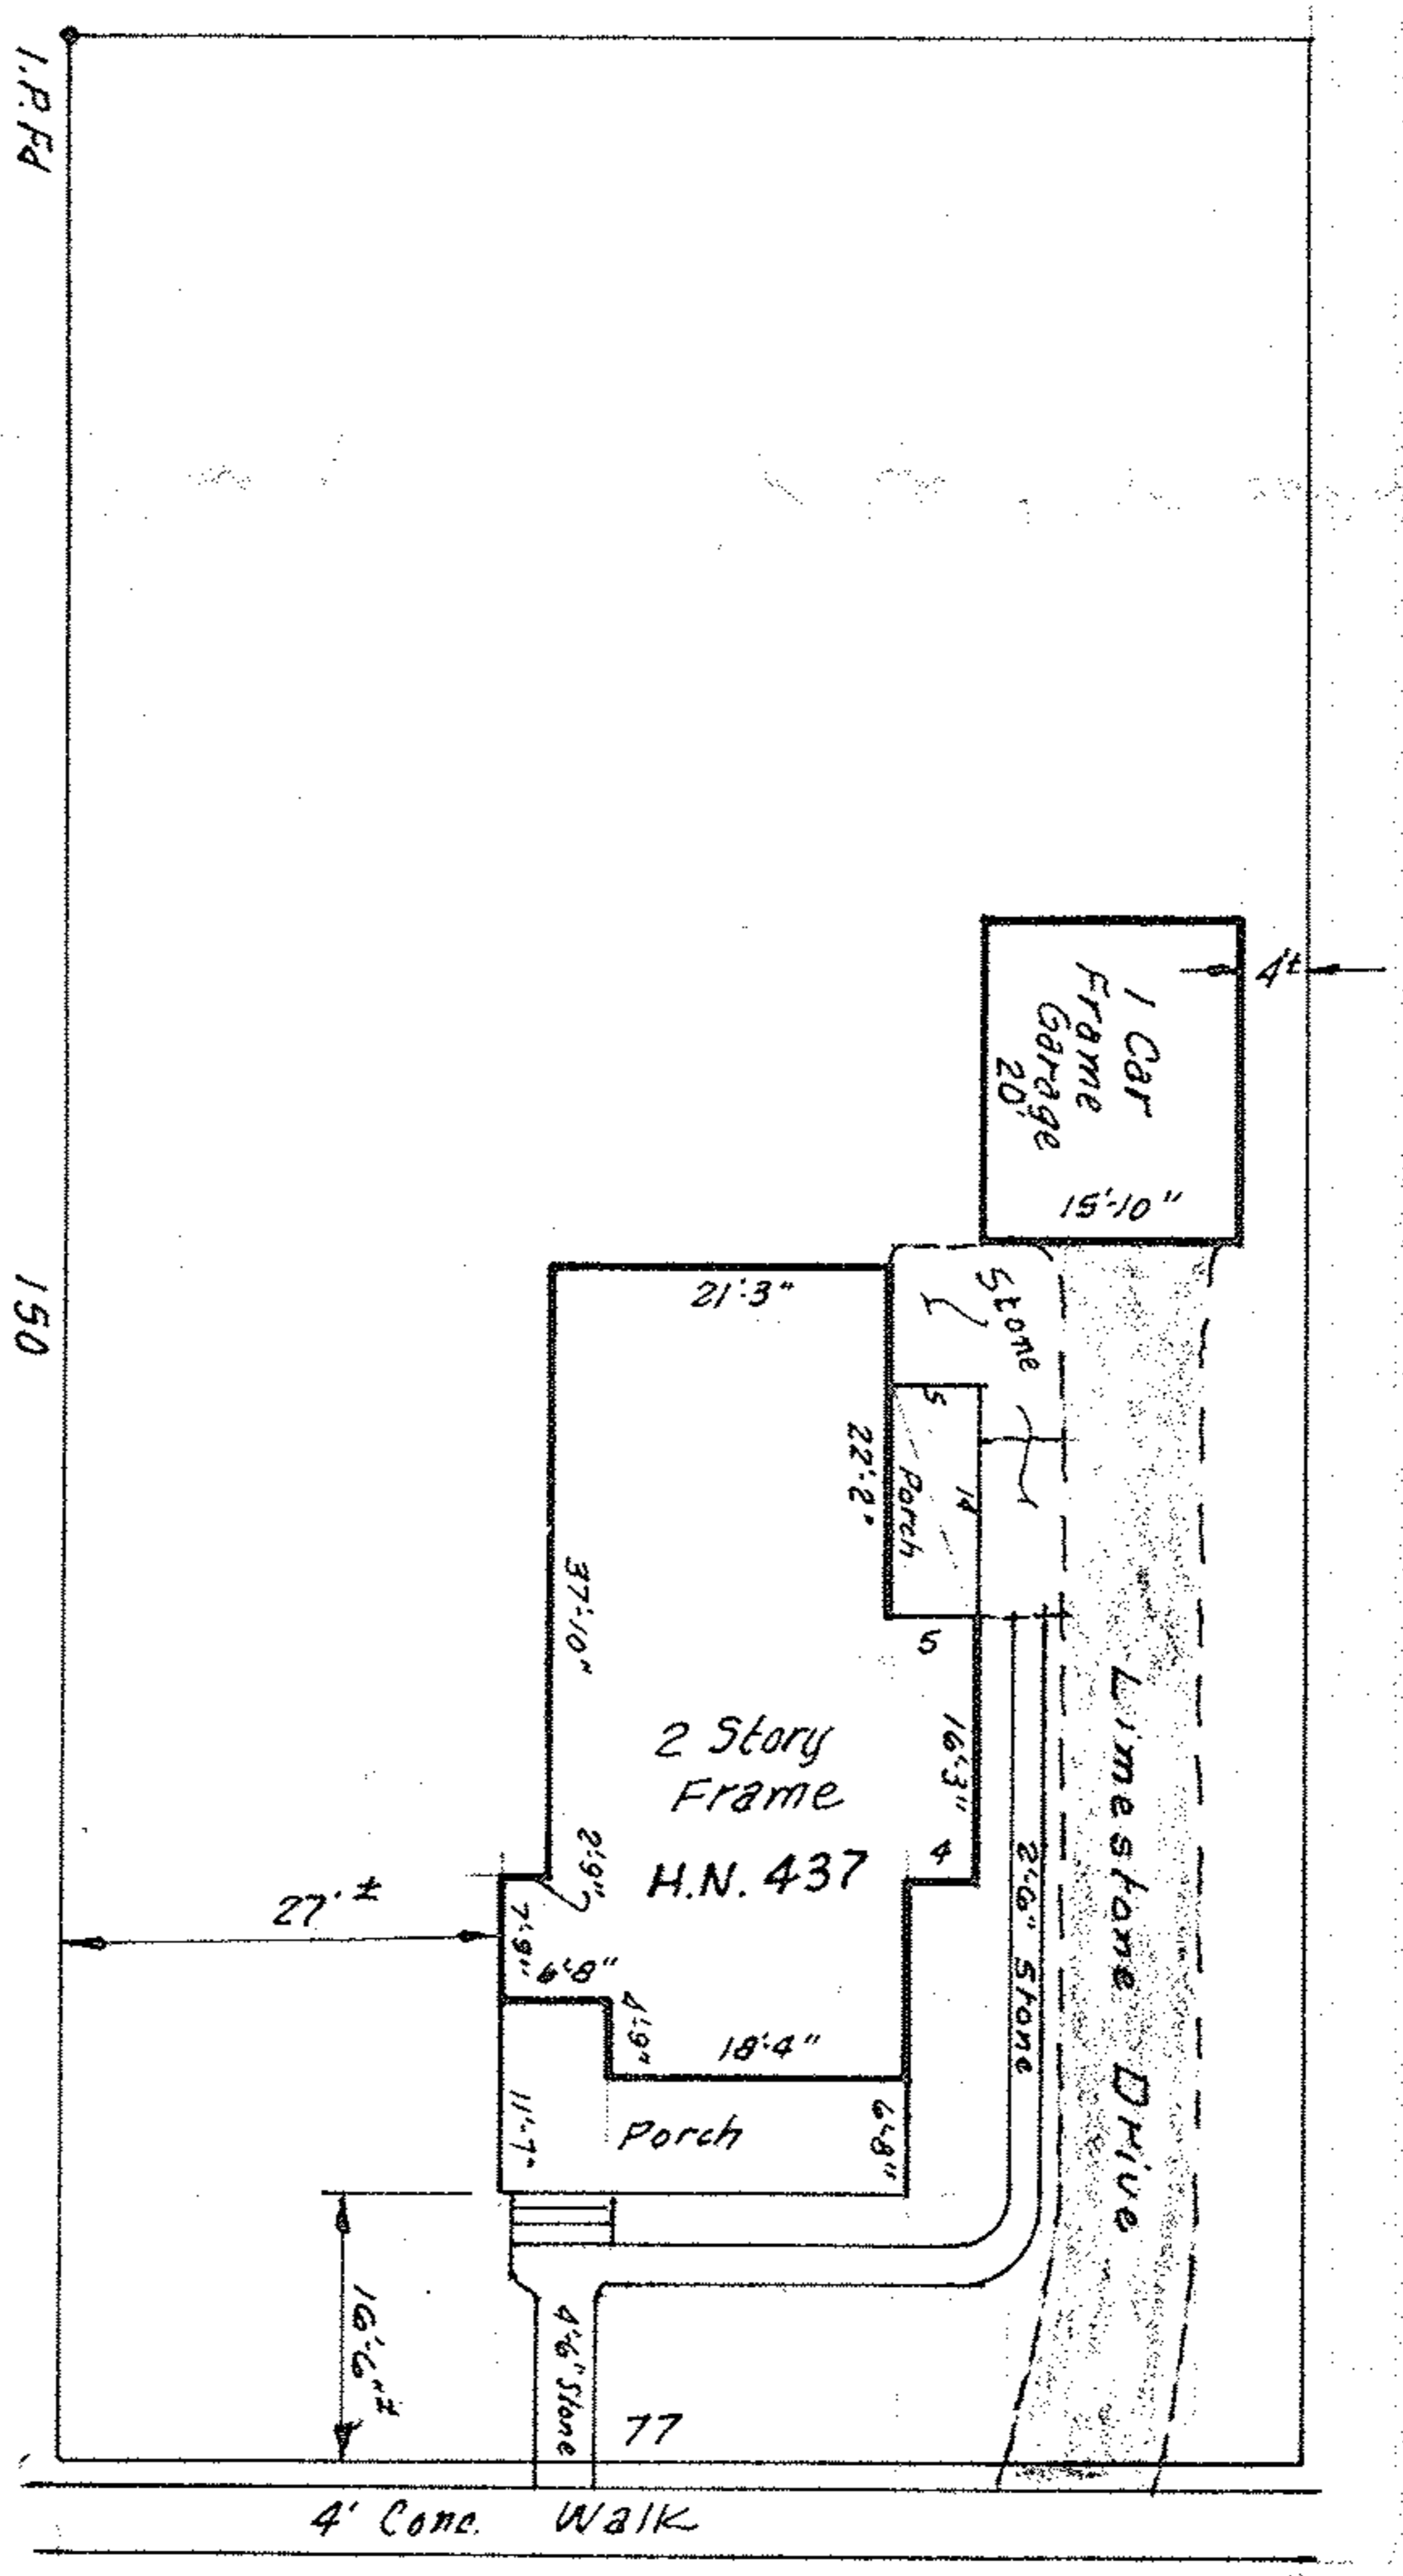 I.P. Fd
4'±
1 Car
Frame
Garage
20'
15'-10"
Stone
21'-3"
5
22'-2"
Porch
14
150
37'-10"
5
2 Story
Frame
H.N. 437
16'-3"
4
Limestone Drive
2'-6" Stone
2'-9"
7'-9"
6'-8"
4'-9"
18'-4"
27'±
11'-7"
Porch
6'-8"
16'-6"±
4'-6" Stone
77
4' Conc. Walk